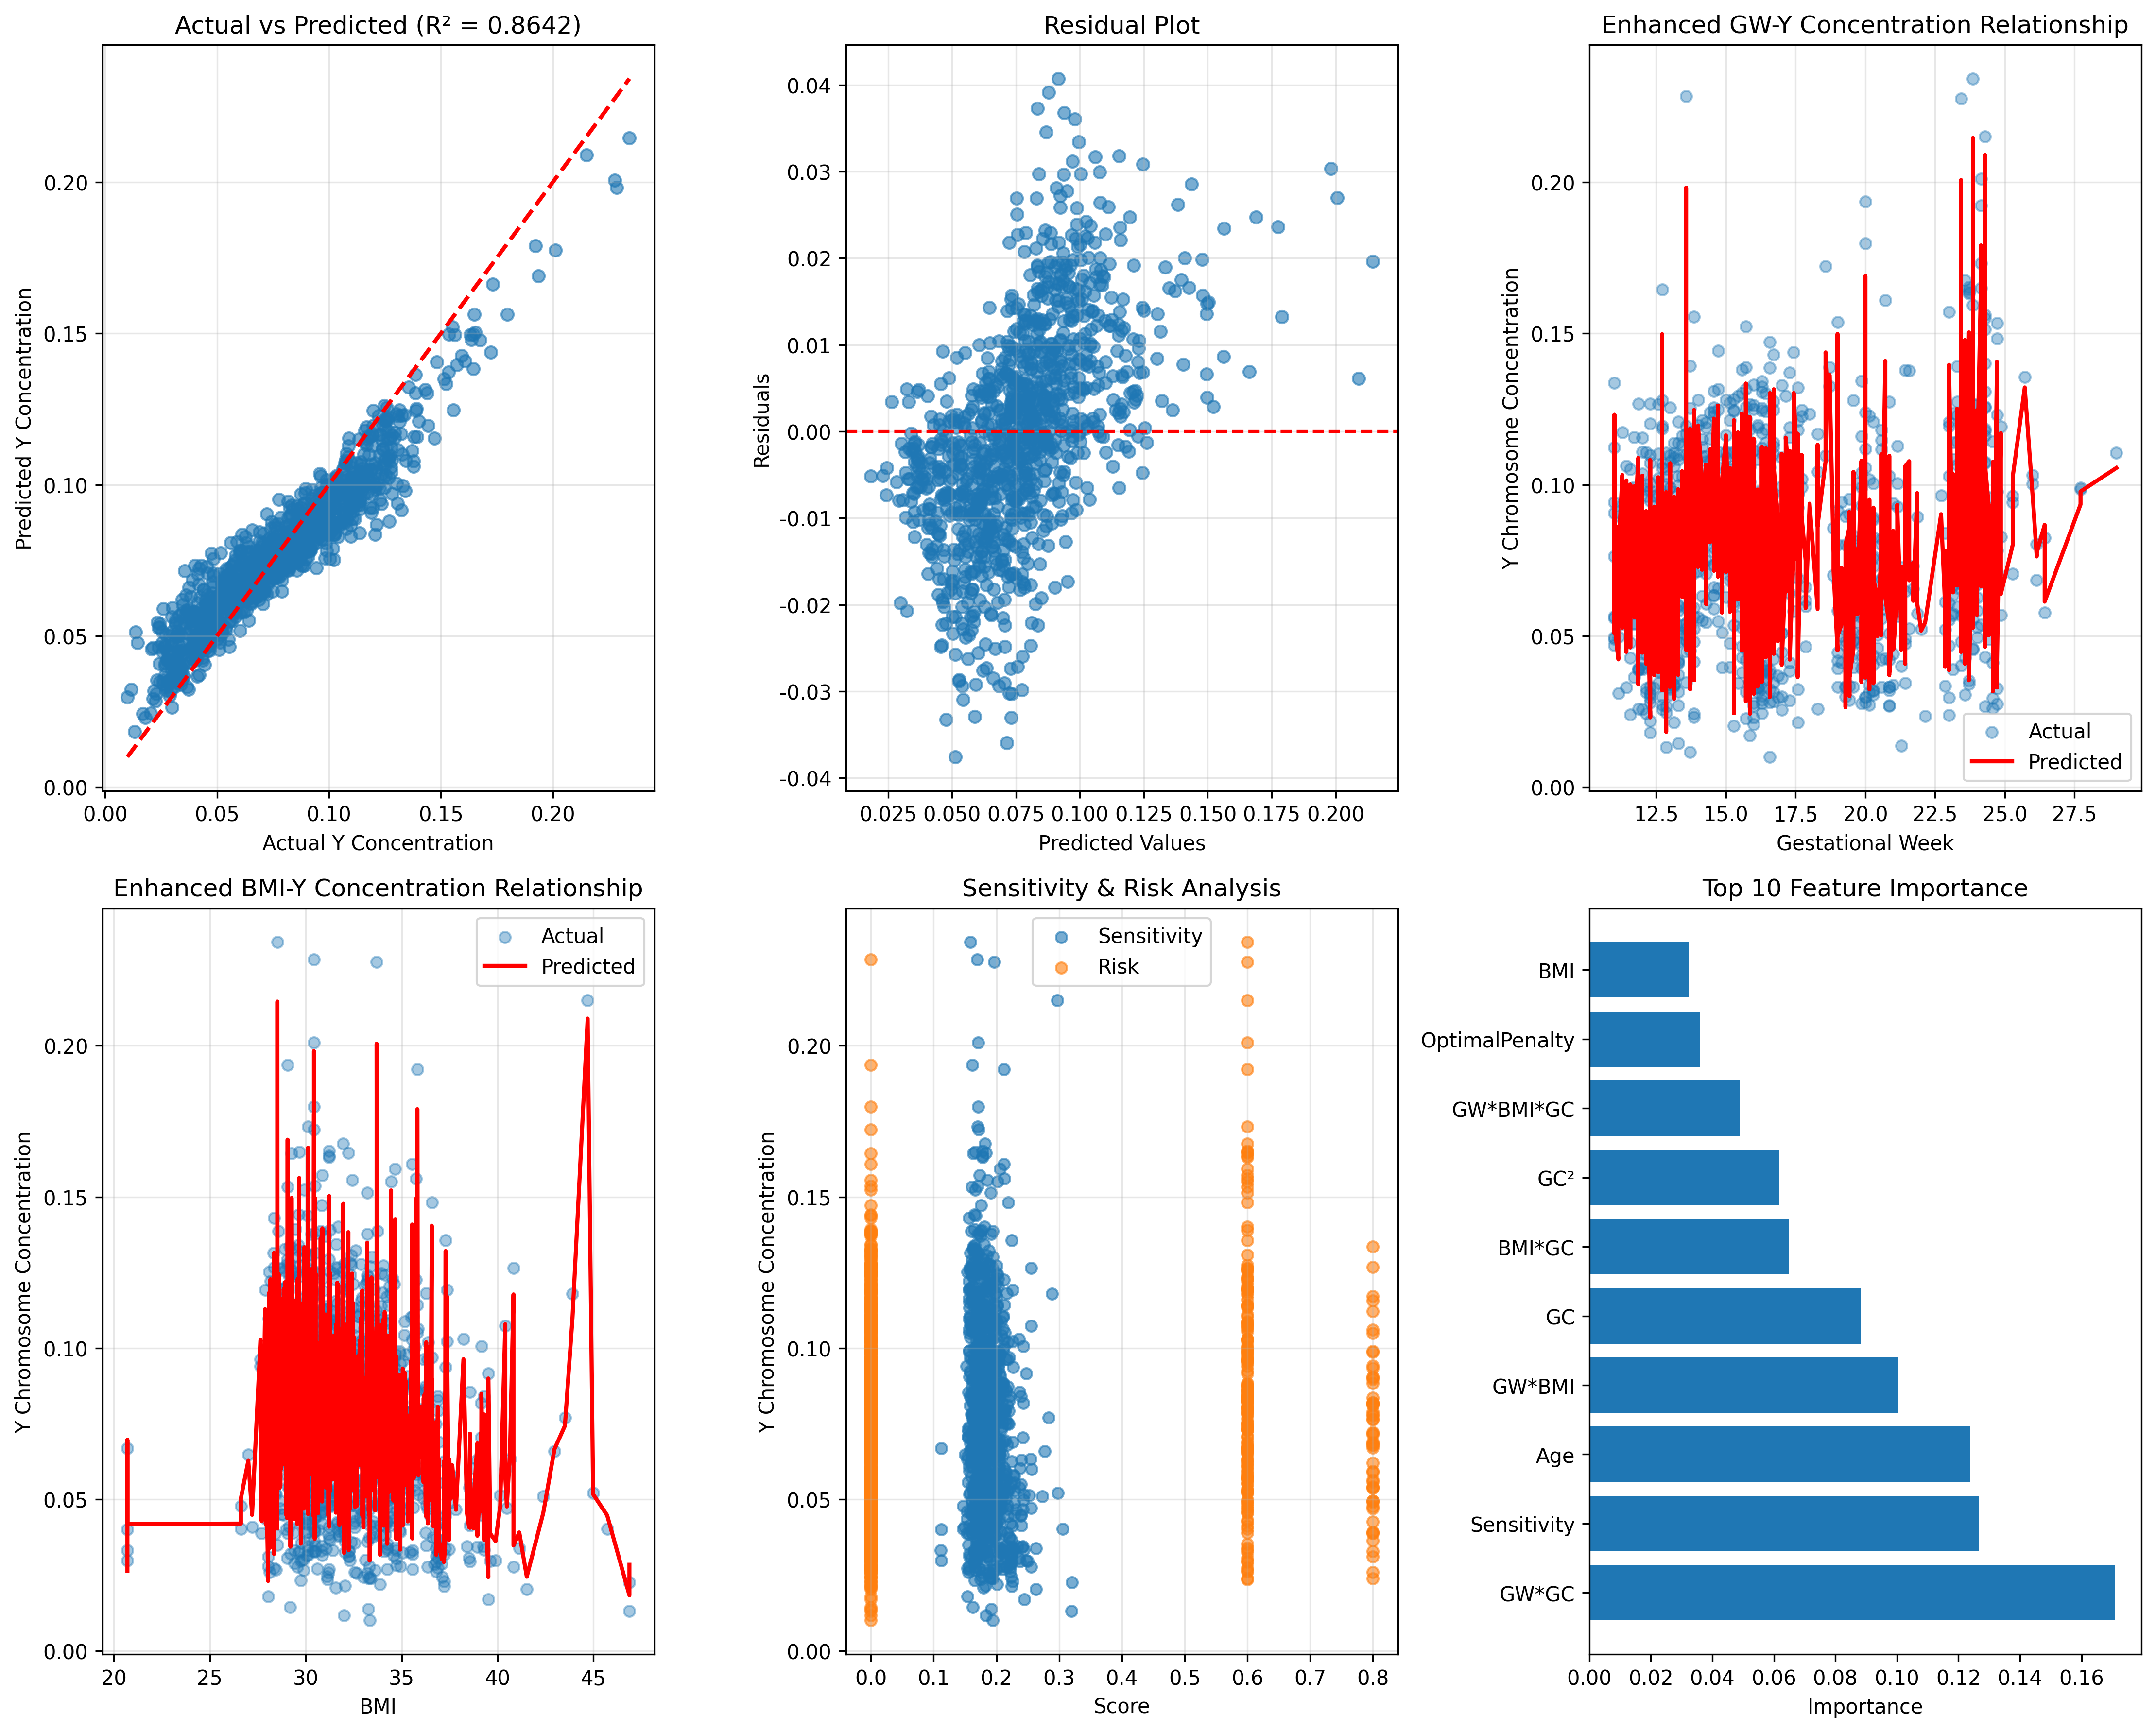 Actual vs Predicted (R² = 0.8642)
Predicted Y Concentration
0.20
0.15
0.10
0.05
0.00
0.00 0.05 0.10 0.15 0.20
Actual Y Concentration
Residual Plot
Residuals
0.04
0.03
0.02
0.01
0.00
-0.01
-0.02
-0.03
-0.04
0.025 0.050 0.075 0.100 0.125 0.150 0.175 0.200
Predicted Values
Enhanced GW-Y Concentration Relationship
Y Chromosome Concentration
0.20
0.15
0.10
0.05
0.00
Actual
Predicted
12.5 15.0 17.5 20.0 22.5 25.0 27.5
Gestational Week
Enhanced BMI-Y Concentration Relationship
Y Chromosome Concentration
Actual
Predicted
0.20
0.15
0.10
0.05
0.00
20 25 30 35 40 45
BMI
Sensitivity & Risk Analysis
Y Chromosome Concentration
Sensitivity
Risk
0.20
0.15
0.10
0.05
0.00
0.0 0.1 0.2 0.3 0.4 0.5 0.6 0.7 0.8
Score
Top 10 Feature Importance
BMI
OptimalPenalty
GW*BMI*GC
GC²
BMI*GC
GC
GW*BMI
Age
Sensitivity
GW*GC
0.00 0.02 0.04 0.06 0.08 0.10 0.12 0.14 0.16
Importance